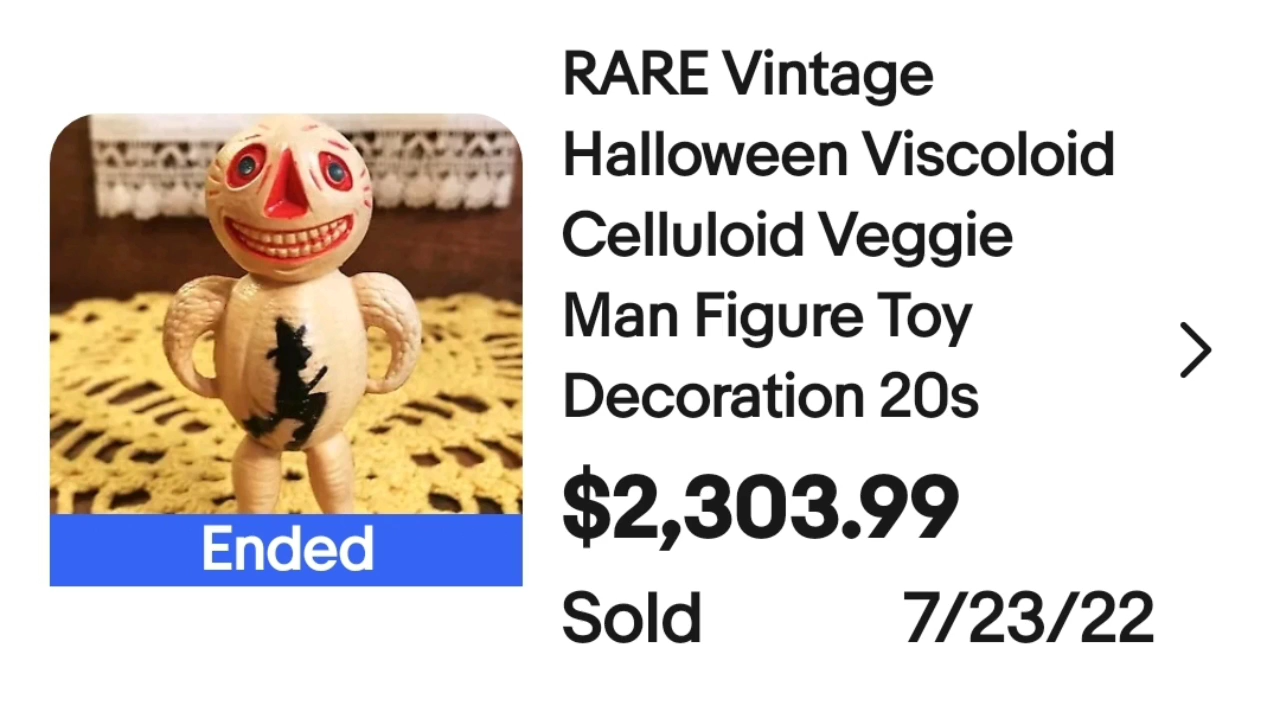 RARE Vintage
Halloween Viscoloid
Celluloid Veggie
Man Figure Toy
Decoration 20s
$2,303.99
Ended
Sold 7/23/22